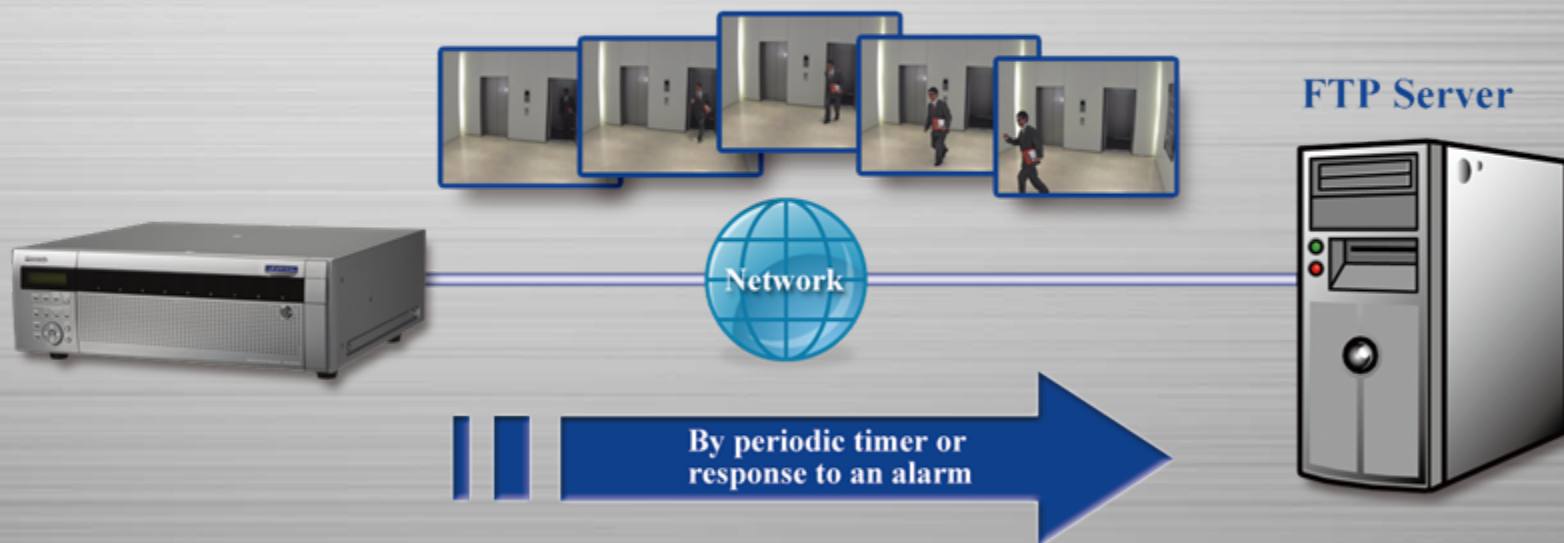 FTP Server
Network
By periodic timer or
response to an alarm